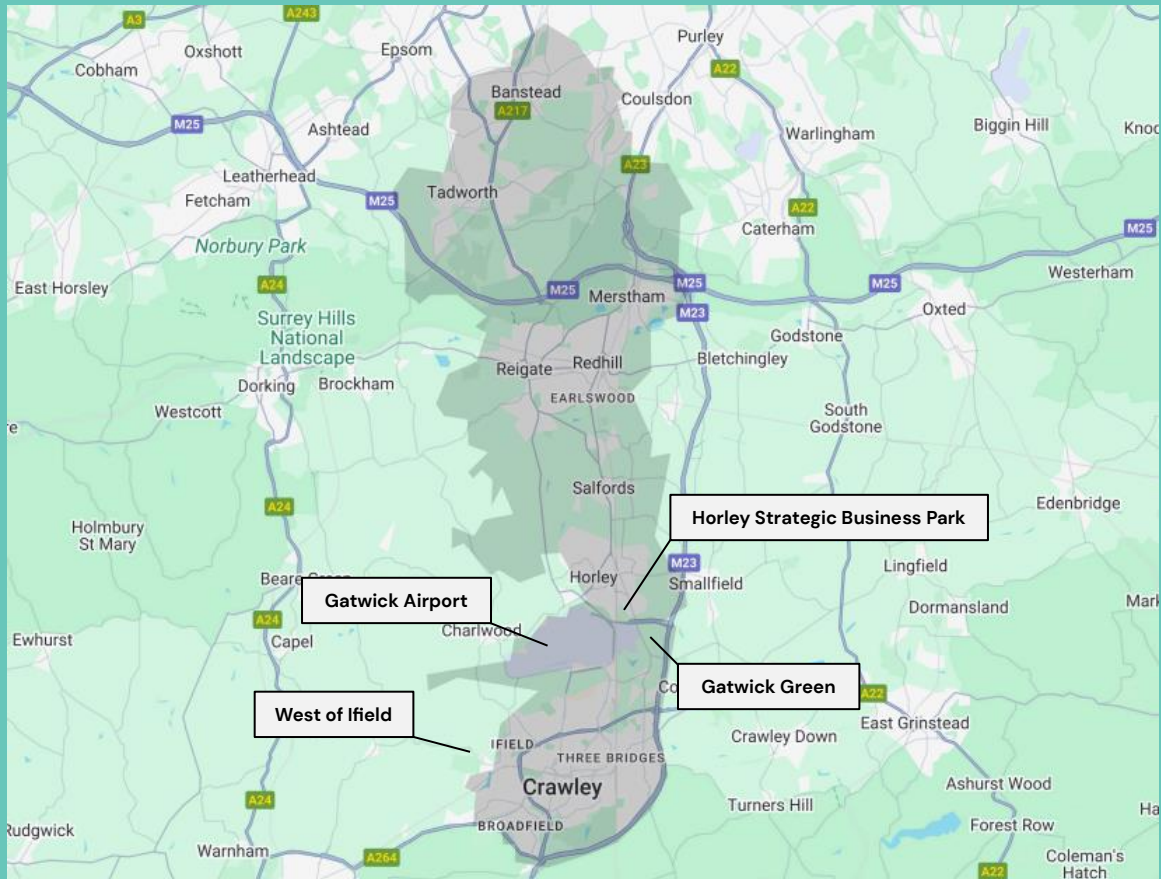 A3
A243
Purley
Oxshott
Epsom
Cobham
A22
Banstead
Coulsdon
A217
M25
Ashtead
Warlingham
Biggin Hill
Leatherhead
A23
Tadworth
Fetcham
M25
A22
Norbury Park
Caterham
M25
Westerham
East Horsley
A24
M25
M25
M25
Merstham
Oxted
Surrey Hills
National
Landscape
M23
Godstone
Reigate
Redhill
Bletchingley
Dorking
Brockham
EARLSWOOD
Westcott
South
Godstone
Salfords
A24
Edenbridge
Horley Strategic Business Park
Holmbury
St Mary
M23
Lingfield
Horley
Smallfield
Gatwick Airport
Dormansland
A24
Charlwood
Ewhurst
Capel
Gatwick Green
A22
West of Ifield
East Grinstead
IFIELD
Crawley Down
THREE BRIDGES
Crawley
Ashurst Wood
A24
Turners Hill
BROADFIELD
Forest Row
Rudgwick
Warnham
A264
Coleman's
Hatch
A22